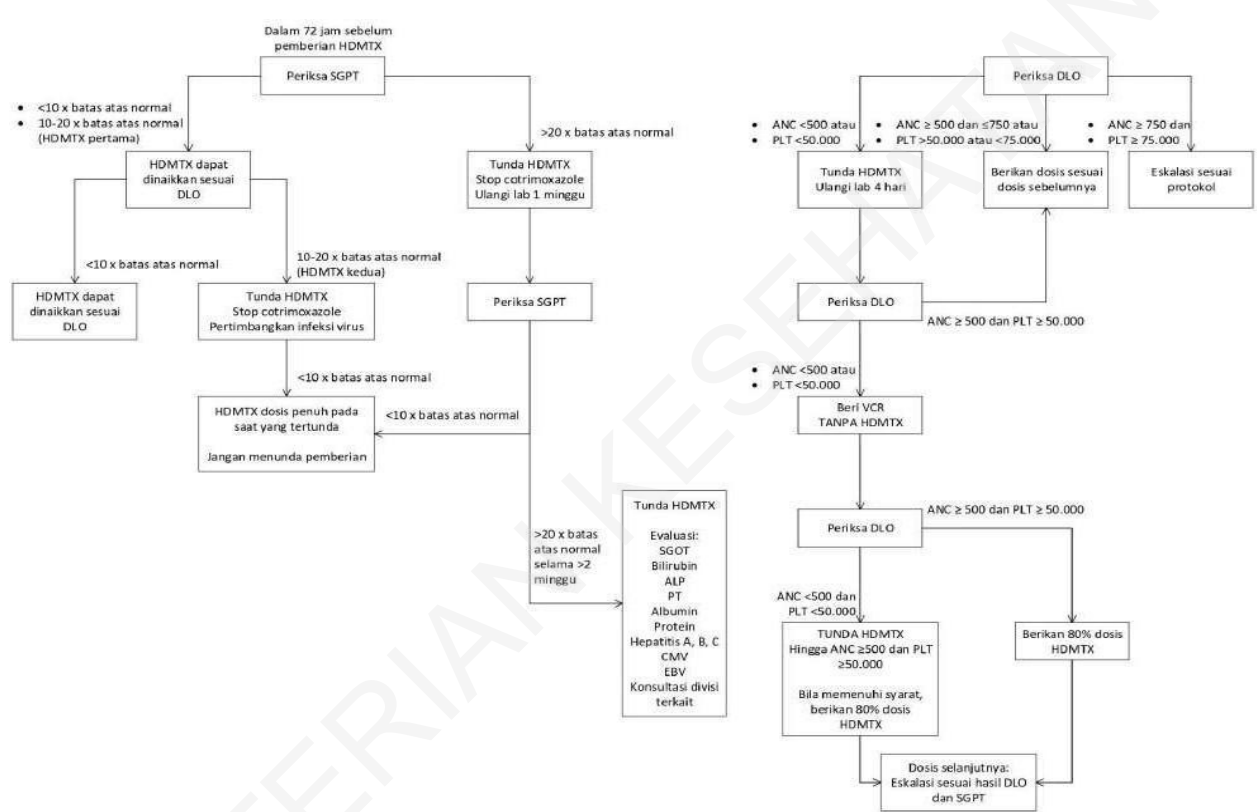 Dalam 72 jam sebelum
pemberian HDMTX
Periksa SGPT
• <10 x batas atas normal
• 10-20 x batas atas normal
(HDMTX pertama)
>20 x batas atas normal
HDMTX dapat
dinaikkan sesuai
DLO
Tunda HDMTX
Stop cotrimoxazole
Ulangi lab 1 minggu
<10 x batas atas normal
10-20 x batas atas normal
(HDMTX kedua)
HDMTX dapat
dinaikkan sesuai
DLO
Tunda HDMTX
Stop cotrimoxazole
Pertimbangkan infeksi virus
Periksa SGPT
<10 x batas atas normal
HDMTX dosis penuh pada
saat yang tertunda
Jangan menunda pemberian
<10 x batas atas normal
>20 x batas
atas normal
selama >2
minggu
Tunda HDMTX
Evaluasi:
SGOT
Bilirubin
ALP
PT
Albumin
Protein
Hepatitis A, B, C
CMV
EBV
Konsultasi divisi
terkait
Periksa DLO
• ANC <500 atau
• PLT <50.000
• ANC ≥ 500 dan ≤750 atau
• PLT >50.000 atau <75.000
• ANC ≥ 750 dan
• PLT ≥ 75.000
Tunda HDMTX
Ulangi lab 4 hari
Berikan dosis sesuai
dosis sebelumnya
Eskalasi sesuai
protokol
Periksa DLO
ANC ≥ 500 dan PLT ≥ 50.000
• ANC <500 atau
• PLT <50.000
Beri VCR
TANPA HDMTX
Periksa DLO
ANC ≥ 500 dan PLT ≥ 50.000
ANC <500 dan
PLT <50.000
TUNDA HDMTX
Hingga ANC ≥500 dan PLT
≥50.000
Bila memenuhi syarat,
berikan 80% dosis
HDMTX
Berikan 80% dosis
HDMTX
Dosis selanjutnya:
Eskalasi sesuai hasil DLO
dan SGPT
TERIAN KESEHATAN